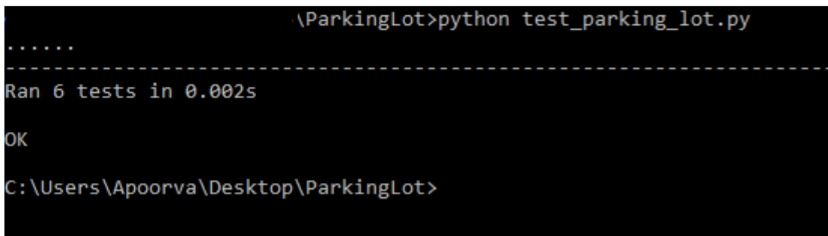 \ParkingLot>python test_parking_lot.py
......
----------------------------------------------------------------------
Ran 6 tests in 0.002s
OK
C:\Users\Apoorva\Desktop\ParkingLot>